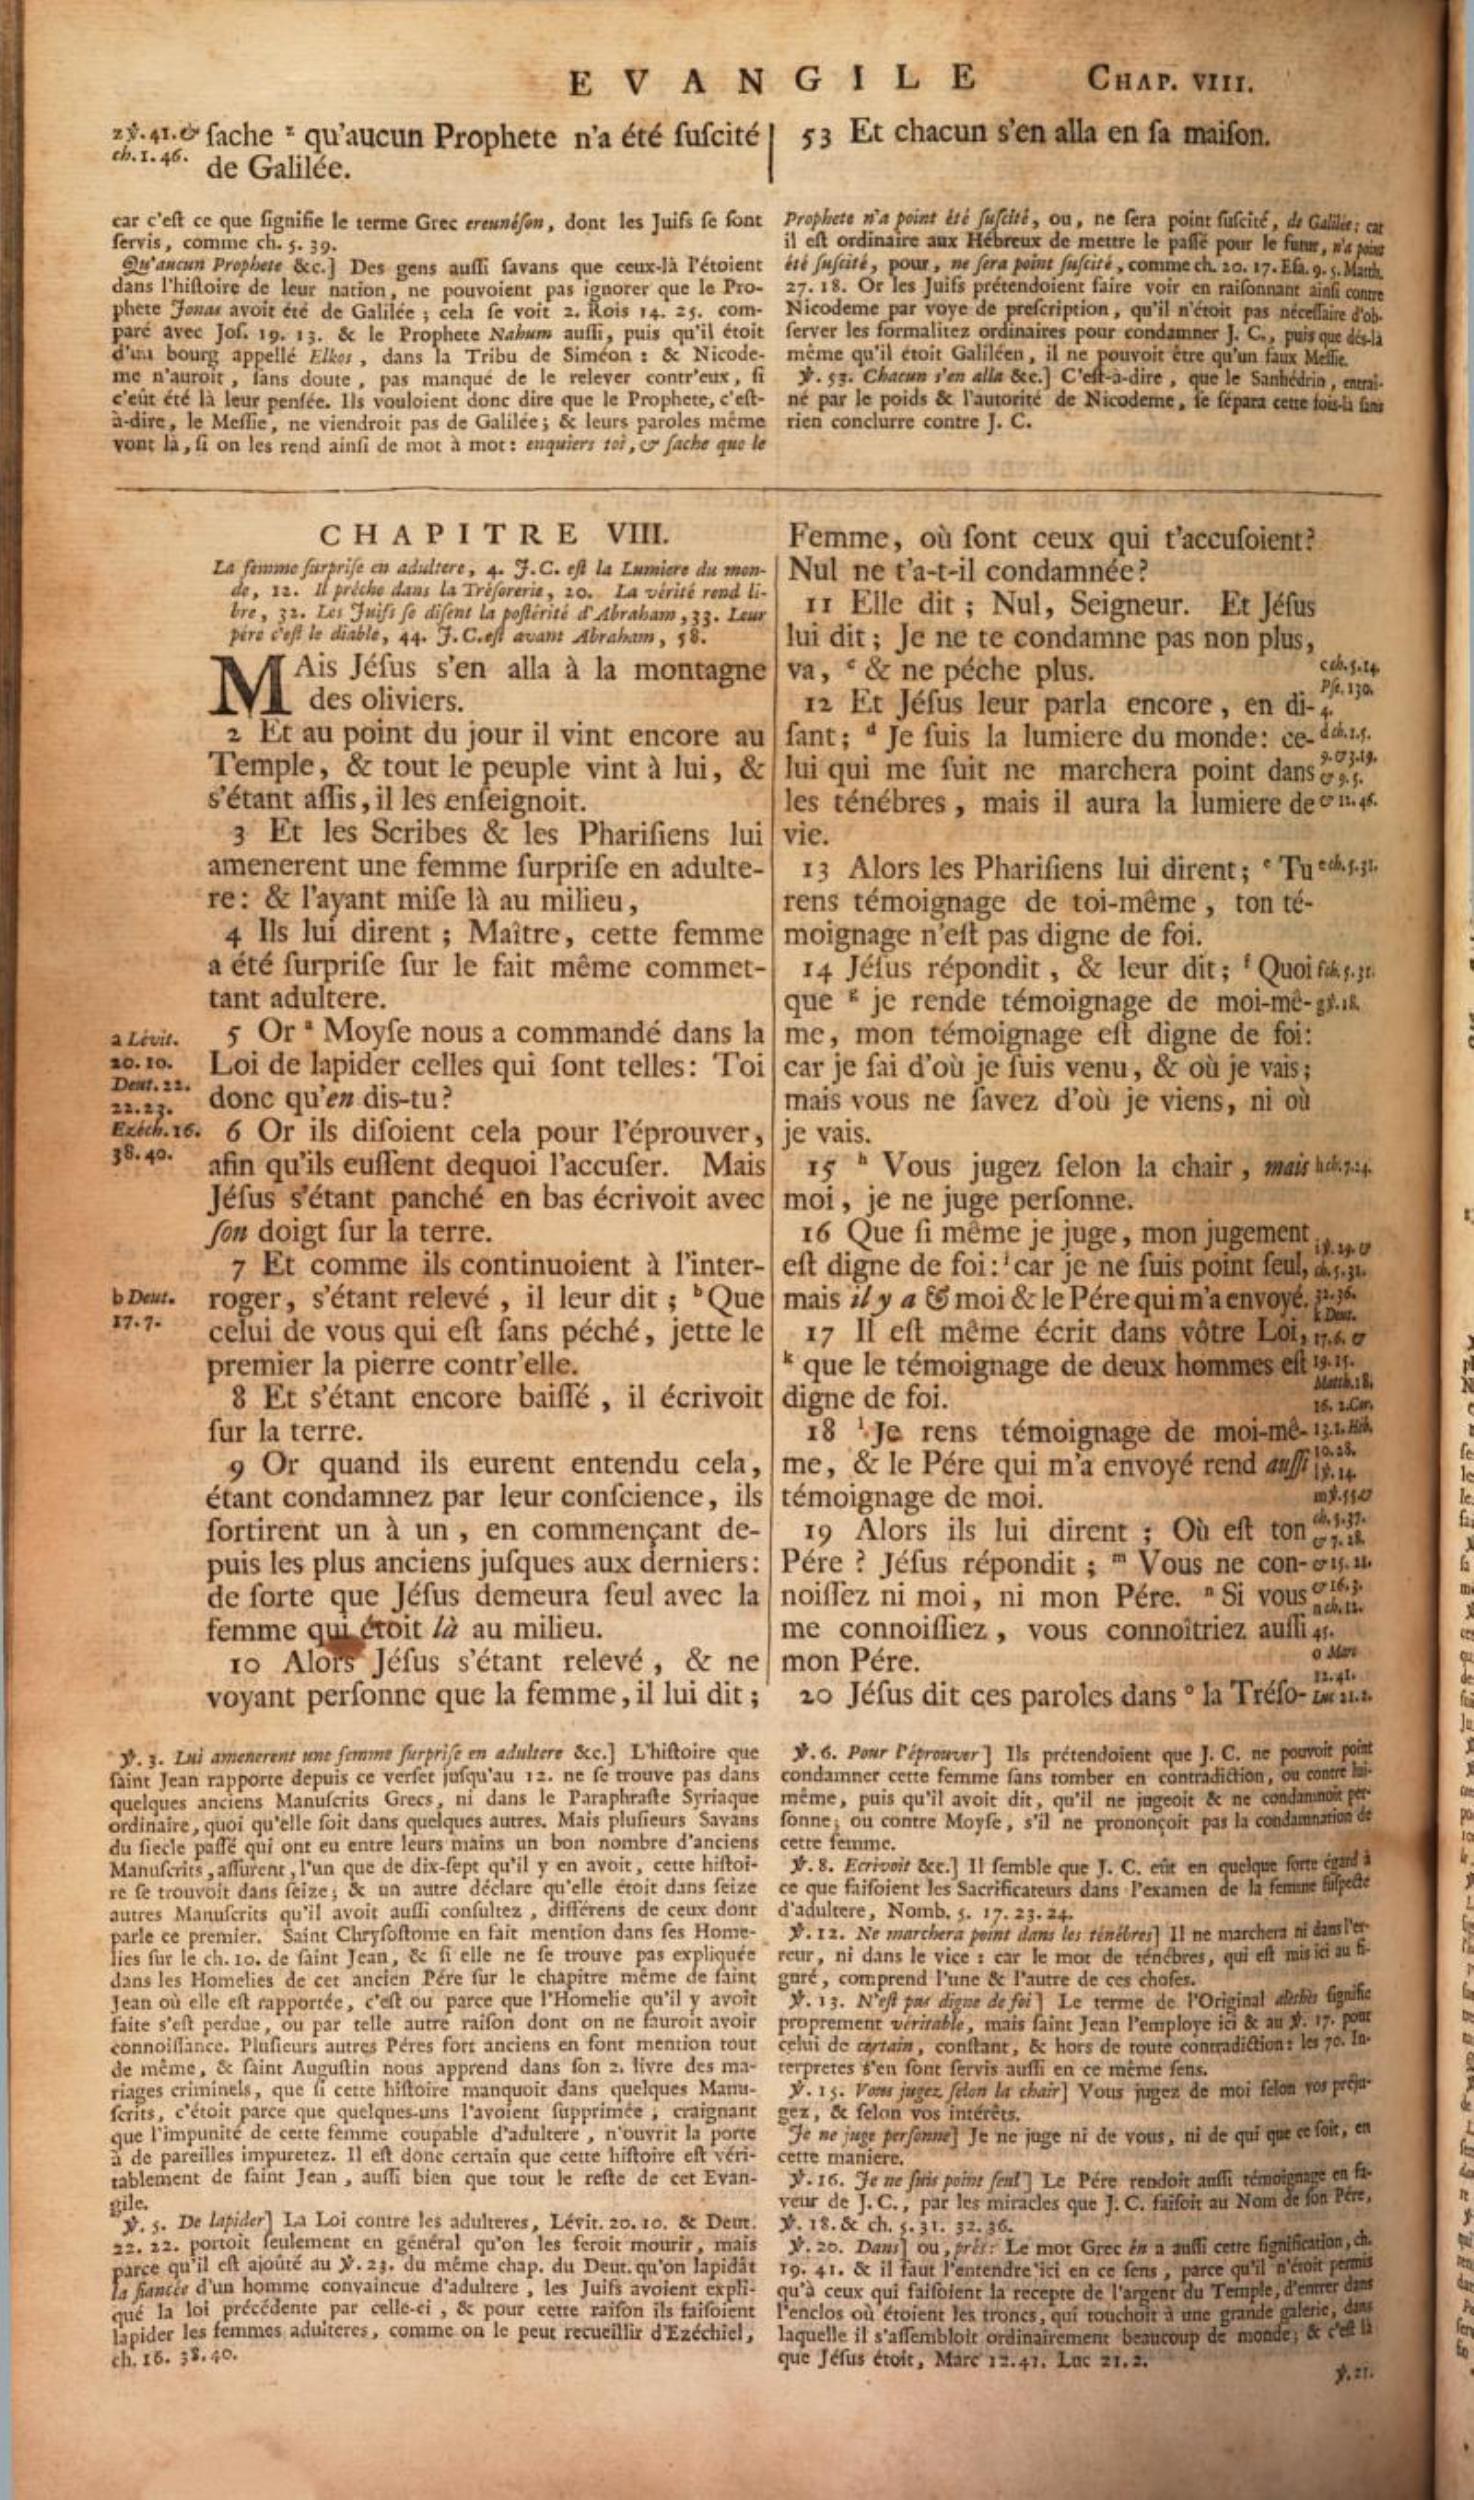 EVANGILE CHAP. VIII.
z ℣. 41. &
ch. 1. 46.
ſache ᶻ qu'aucun Prophete n'a été ſuſcité
de Galilée.
53 Et chacun s'en alla en ſa maiſon.
car c'eſt ce que ſignifie le terme Grec ereunéſon, dont les Juifs ſe ſont
ſervis, comme ch. 5. 39.
Qu'aucun Prophete &c.] Des gens auſſi ſavans que ceux-là l'étoient
dans l'hiſtoire de leur nation, ne pouvoient pas ignorer que le Pro-
phete Jonas avoit été de Galilée ; cela ſe voit 2. Rois 14. 25. com-
paré avec Joſ. 19. 13. & le Prophete Nahum auſſi, puis qu'il étoit
d'un bourg appellé Elkos, dans la Tribu de Siméon : & Nicode-
me n'auroit, ſans doute, pas manqué de le relever contr'eux, ſi
c'eût été là leur penſée. Ils vouloient donc dire que le Prophete, c'eſt-
à-dire, le Meſſie, ne viendroit pas de Galilée ; & leurs paroles même
vont là, ſi on les rend ainſi de mot à mot : enquiers toi, & ſache que le
Prophete n'a point été ſuſcité, ou, ne ſera point ſuſcité, de Galilée : car
il eſt ordinaire aux Hébreux de mettre le paſſé pour le futur, n'a point
été ſuſcité, pour, ne ſera point ſuſcité, comme ch. 20. 17. Eſa. 9. 5. Matth.
27. 18. Or les Juifs prétendoient faire voir en raiſonnant ainſi contre
Nicodeme par voye de preſcription, qu'il n'étoit pas néceſſaire d'ob-
ſerver les formalitez ordinaires pour condamner J. C., puis que dés-là
même qu'il étoit Galiléen, il ne pouvoit être qu'un faux Meſſie.
℣. 53. Chacun s'en alla &c.] C'eſt-à-dire, que le Sanhédrin, entrai-
né par le poids & l'autorité de Nicodeme, ſe ſépara cette fois-là ſans
rien conclurre contre J. C.
CHAPITRE VIII.
La femme ſurpriſe en adultere, 4. J. C. eſt la Lumiere du mon-
de, 12. Il prêche dans la Tréſorerie, 20. La vérité rend li-
bre, 32. Les Juifs ſe diſent la poſtérité d'Abraham, 33. Leur
pére c'eſt le diable, 44. J. C. eſt avant Abraham, 58.
MAis Jéſus s'en alla à la montagne
des oliviers.
2 Et au point du jour il vint encore au
Temple, & tout le peuple vint à lui, &
s'étant aſſis, il les enſeignoit.
3 Et les Scribes & les Phariſiens lui
amenerent une femme ſurpriſe en adulte-
re : & l'ayant miſe là au milieu,
4 Ils lui dirent ; Maître, cette femme
a été ſurpriſe ſur le fait même commet-
tant adultere.
a Lévit.
20. 10.
Deut. 22.
22. 23.
Ezéch. 16.
38. 40.
5 Or ᵃ Moyſe nous a commandé dans la
Loi de lapider celles qui ſont telles : Toi
donc qu'en dis-tu ?
6 Or ils diſoient cela pour l'éprouver,
afin qu'ils euſſent dequoi l'accuſer. Mais
Jéſus s'étant panché en bas écrivoit avec
ſon doigt ſur la terre.
b Deut.
17. 7.
7 Et comme ils continuoient à l'inter-
roger, s'étant relevé, il leur dit ; ᵇ Que
celui de vous qui eſt ſans péché, jette le
premier la pierre contr'elle.
8 Et s'étant encore baiſſé, il écrivoit
ſur la terre.
9 Or quand ils eurent entendu cela,
étant condamnez par leur conſcience, ils
ſortirent un à un, en commençant de-
puis les plus anciens juſques aux derniers :
de ſorte que Jéſus demeura ſeul avec la
femme qui étoit là au milieu.
10 Alors Jéſus s'étant relevé, & ne
voyant perſonne que la femme, il lui dit ;
Femme, où ſont ceux qui t'accuſoient ?
Nul ne t'a-t-il condamnée ?
11 Elle dit ; Nul, Seigneur. Et Jéſus
lui dit ; Je ne te condamne pas non plus,
va, ᶜ & ne péche plus.
12 Et Jéſus leur parla encore, en di-
ſant ; ᵈ Je ſuis la lumiere du monde : ce-
lui qui me ſuit ne marchera point dans
les ténébres, mais il aura la lumiere de
vie.
13 Alors les Phariſiens lui dirent ; ᵉ Tu
rens témoignage de toi-même, ton té-
moignage n'eſt pas digne de foi.
14 Jéſus répondit, & leur dit ; ᶠ Quoi
que ᵍ je rende témoignage de moi-mê-
me, mon témoignage eſt digne de foi :
car je ſai d'où je ſuis venu, & où je vais ;
mais vous ne ſavez d'où je viens, ni où
je vais.
15 ʰ Vous jugez ſelon la chair, mais
moi, je ne juge perſonne.
16 Que ſi même je juge, mon jugement
eſt digne de foi : ⁱ car je ne ſuis point ſeul,
mais il y a & moi & le Pére qui m'a envoyé.
17 Il eſt même écrit dans vôtre Loi,
ᵏ que le témoignage de deux hommes eſt
digne de foi.
18 ˡ Je rens témoignage de moi-mê-
me, & le Pére qui m'a envoyé rend auſſi
témoignage de moi.
19 Alors ils lui dirent ; Où eſt ton
Pére ? Jéſus répondit ; ᵐ Vous ne con-
noiſſez ni moi, ni mon Pére. ⁿ Si vous
me connoiſſiez, vous connoîtriez auſſi
mon Pére.
20 Jéſus dit ces paroles dans ᵒ la Tréſo-
c ch. 5. 14.
Pſe. 130.
4.
d ch. 1. 5.
9. & 3. 19.
& 9. 5.
& 12. 46.
e ch. 5. 31.
f ch. 5. 31.
g ℣. 18.
h ch. 7. 24.
i ℣. 29. &
ch. 5. 31.
32. 36.
k Deut.
17. 6. &
19. 15.
Matth. 18.
16. 2. Cor.
13. 1. Héb.
10. 28.
l ℣. 14.
m ℣. 55 &
ch. 5. 37.
& 7. 28.
& 15. 21.
& 16. 3.
n ch. 12.
45.
o Marc
12. 41.
Luc 21. 2.
℣. 3. Lui amenerent une femme ſurpriſe en adultere &c.] L'hiſtoire que
ſaint Jean rapporte depuis ce verſet juſqu'au 12. ne ſe trouve pas dans
quelques anciens Manuſcrits Grecs, ni dans le Paraphraſte Syriaque
ordinaire, quoi qu'elle ſoit dans quelques autres. Mais pluſieurs Savans
du ſiecle paſſé qui ont eu entre leurs mains un bon nombre d'anciens
Manuſcrits, aſſurent, l'un que de dix-ſept qu'il y en avoit, cette hiſtoi-
re ſe trouvoit dans ſeize ; & un autre déclare qu'elle étoit dans ſeize
autres Manuſcrits qu'il avoit auſſi conſultez, différens de ceux dont
parle ce premier. Saint Chryſoſtome en fait mention dans ſes Home-
lies ſur le ch. 10. de ſaint Jean, & ſi elle ne ſe trouve pas expliquée
dans les Homelies de cet ancien Pére ſur le chapitre même de ſaint
Jean où elle eſt rapportée, c'eſt ou parce que l'Homelie qu'il y avoit
faite s'eſt perdue, ou par telle autre raiſon dont on ne ſauroit avoir
connoiſſance. Pluſieurs autres Péres fort anciens en font mention tout
de même, & ſaint Auguſtin nous apprend dans ſon 2. livre des ma-
riages criminels, que ſi cette hiſtoire manquoit dans quelques Manu-
ſcrits, c'étoit parce que quelques-uns l'avoient ſupprimée, craignant
que l'impunité de cette femme coupable d'adultere, n'ouvrit la porte
à de pareilles impuretez. Il eſt donc certain que cette hiſtoire eſt véri-
tablement de ſaint Jean, auſſi bien que tout le reſte de cet Evan-
gile.
℣. 5. De lapider] La Loi contre les adulteres, Lévit. 20. 10. & Deut.
22. 22. portoit ſeulement en général qu'on les feroit mourir, mais
parce qu'il eſt ajoûté au ℣. 23. du même chap. du Deut. qu'on lapidât
la fiancée d'un homme convaincue d'adultere, les Juifs avoient expli-
qué la loi précédente par celle-ci, & pour cette raiſon ils faiſoient
lapider les femmes adulteres, comme on le peut recueillir d'Ezéchiel,
ch. 16. 38. 40.
℣. 6. Pour l'éprouver] Ils prétendoient que J. C. ne pouvoit point
condamner cette femme ſans tomber en contradiction, ou contre lui-
même, puis qu'il avoit dit, qu'il ne jugeoit & ne condamnoit per-
ſonne ; ou contre Moyſe, s'il ne prononçoit pas la condamnation de
cette femme.
℣. 8. Ecrivoit &c.] Il ſemble que J. C. eût en quelque ſorte égard à
ce que faiſoient les Sacrificateurs dans l'examen de la femme ſuſpecte
d'adultere, Nomb. 5. 17. 23. 24.
℣. 12. Ne marchera point dans les ténébres] Il ne marchera ni dans l'er-
reur, ni dans le vice : car le mot de ténébres, qui eſt mis ici au fi-
guré, comprend l'une & l'autre de ces choſes.
℣. 13. N'eſt pas digne de foi] Le terme de l'Original alethès ſignifie
proprement véritable, mais ſaint Jean l'employe ici & au ℣. 17. pour
celui de certain, conſtant, & hors de toute contradiction : les 70. In-
terpretes s'en ſont ſervis auſſi en ce même ſens.
℣. 15. Vous jugez ſelon la chair] Vous jugez de moi ſelon vos préju-
gez, & ſelon vos intérêts.
Je ne juge perſonne] Je ne juge ni de vous, ni de qui que ce ſoit, en
cette maniere.
℣. 16. Je ne ſuis point ſeul] Le Pére rendoit auſſi témoignage en fa-
veur de J. C., par les miracles que J. C. faiſoit au Nom de ſon Pére,
℣. 18. & ch. 5. 31. 32. 36.
℣. 20. Dans] ou, près : Le mot Grec én a auſſi cette ſignification, ch.
19. 41. & il faut l'entendre ici en ce ſens, parce qu'il n'étoit permis
qu'à ceux qui faiſoient la recepte de l'argent du Temple, d'entrer dans
l'enclos où étoient les troncs, qui touchoit à une grande galerie, dans
laquelle il s'aſſembloit ordinairement beaucoup de monde ; & c'eſt là
que Jéſus étoit, Marc 12. 41. Luc 21. 2.
℣. 21.